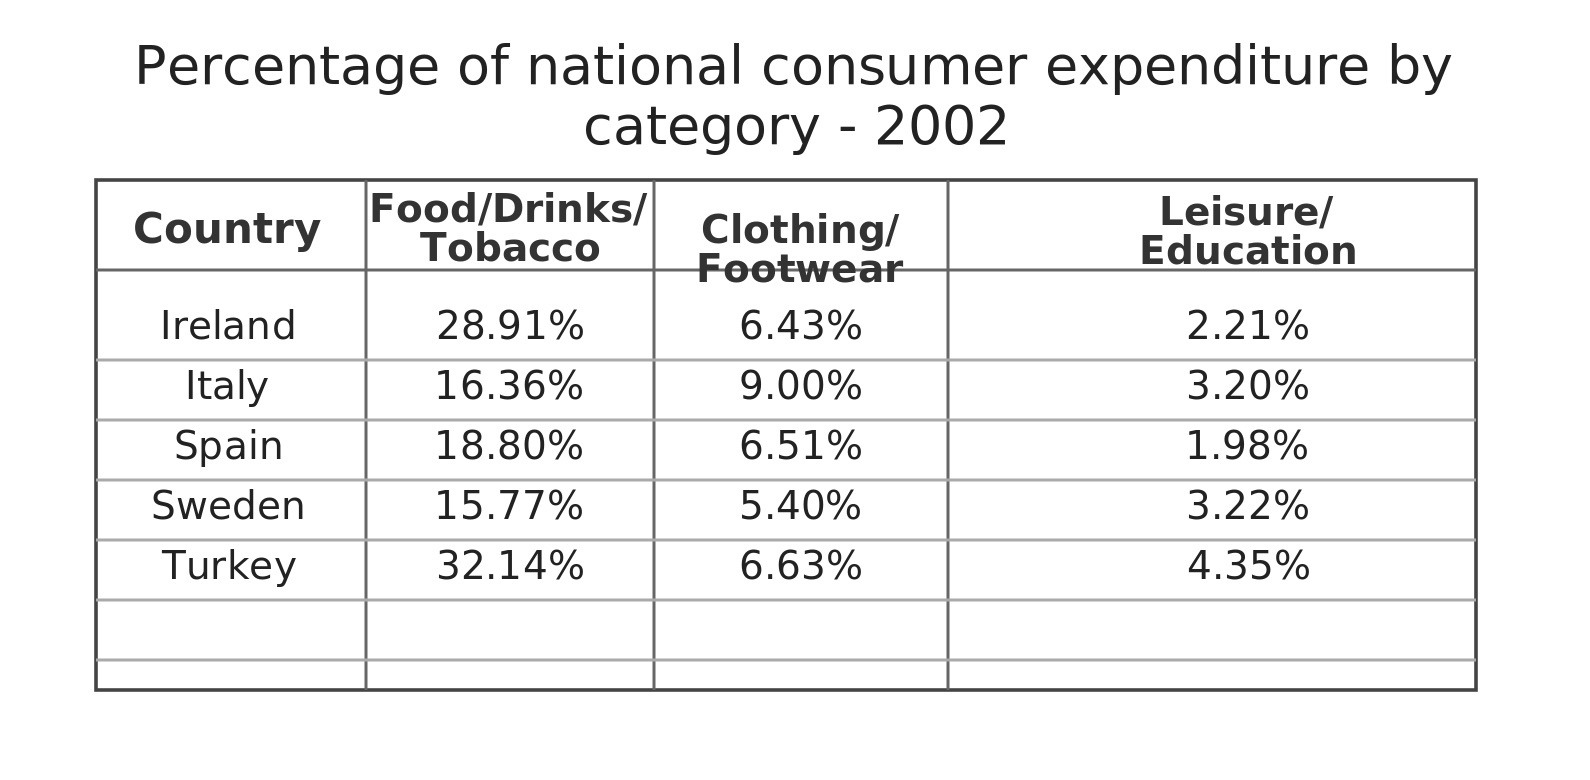 Percentage of national consumer expenditure by
category - 2002
Country Food/Drinks/ Tobacco Clothing/ Footwear Leisure/ Education
Ireland 28.91% 6.43% 2.21%
Italy 16.36% 9.00% 3.20%
Spain 18.80% 6.51% 1.98%
Sweden 15.77% 5.40% 3.22%
Turkey 32.14% 6.63% 4.35%